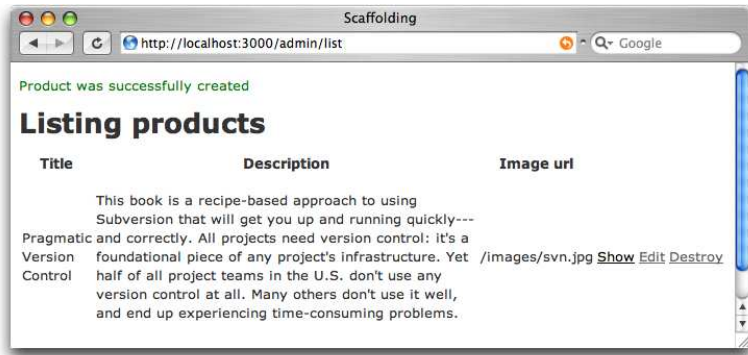 Scaffolding
http://localhost:3000/admin/list
Google
Product was successfully created
Listing products
Title Description Image url
This book is a recipe-based approach to using
Subversion that will get you up and running quickly---
Pragmatic and correctly. All projects need version control: it's a
Version foundational piece of any project's infrastructure. Yet /images/svn.jpg Show Edit Destroy
Control half of all project teams in the U.S. don't use any
version control at all. Many others don't use it well,
and end up experiencing time-consuming problems.